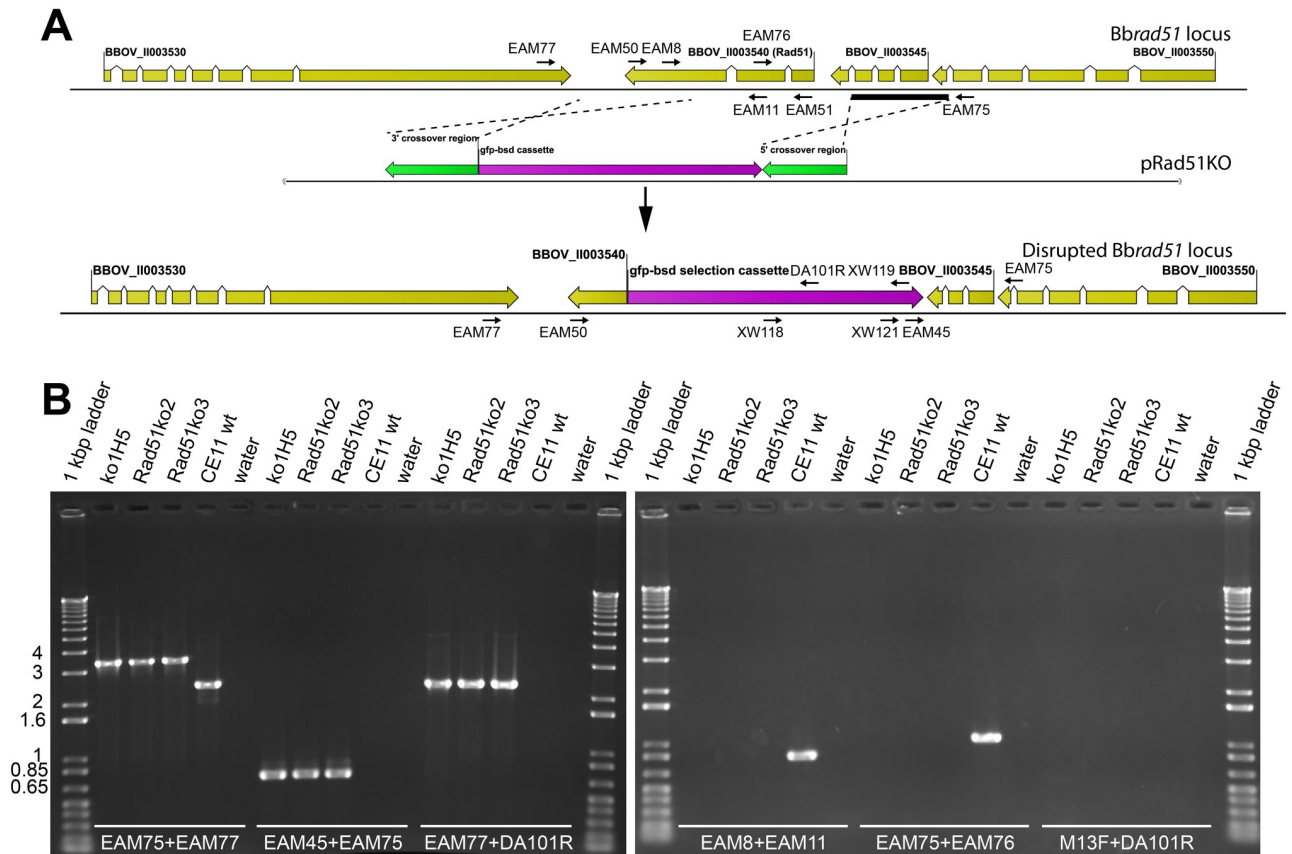 A
Bbrad51 locus
BBOV_II003530
EAM77
EAM50
EAM8
EAM76
BBOV_II003540 (Rad51)
BBOV_II003545
BBOV_II003550
EAM11
EAM51
EAM75
3' crossover region
gfp-bsd cassette
5' crossover region
pRad51KO
Disrupted Bbrad51 locus
BBOV_II003530
BBOV_II003540
gfp-bsd selection cassette
DA101R
XW119
BBOV_II003545
EAM75
BBOV_II003550
EAM77
EAM50
XW118
XW121
EAM45
B
1 kbp ladder
ko1H5
Rad51ko2
Rad51ko3
CE11 wt
water
ko1H5
Rad51ko2
Rad51ko3
CE11 wt
water
ko1H5
Rad51ko2
Rad51ko3
CE11 wt
water
1 kbp ladder
1 kbp ladder
ko1H5
Rad51ko2
Rad51ko3
CE11 wt
water
ko1H5
Rad51ko2
Rad51ko3
CE11 wt
water
ko1H5
Rad51ko2
Rad51ko3
CE11 wt
water
1 kbp ladder
4
3
2
1.6
1
0.85
0.65
EAM75+EAM77
EAM45+EAM75
EAM77+DA101R
EAM8+EAM11
EAM75+EAM76
M13F+DA101R